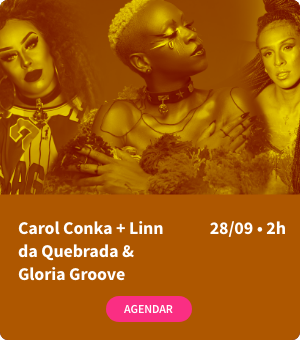 Carol Conka + Linn
da Quebrada &
Gloria Groove
28/09 • 2h
AGENDAR